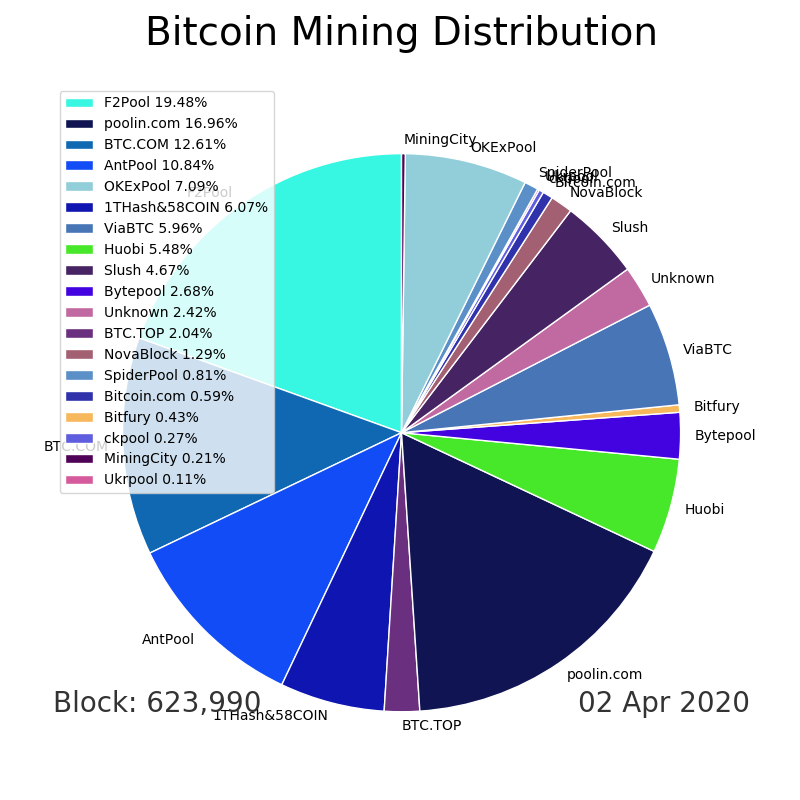 Bitcoin Mining Distribution
F2Pool 19.48%
poolin.com 16.96%
BTC.COM 12.61%
AntPool 10.84%
OKExPool 7.09%
1THash&58COIN 6.07%
ViaBTC 5.96%
Huobi 5.48%
Slush 4.67%
Bytepool 2.68%
Unknown 2.42%
BTC.TOP 2.04%
NovaBlock 1.29%
SpiderPool 0.81%
Bitcoin.com 0.59%
Bitfury 0.43%
ckpool 0.27%
MiningCity 0.21%
Ukrpool 0.11%
MiningCity
OKExPool
SpiderPool
Bitcoin.com
NovaBlock
Slush
Unknown
ViaBTC
Bitfury
Bytepool
Huobi
poolin.com
BTC.TOP
1THash&58COIN
AntPool
BTC.COM
F2Pool
Block: 623,990
02 Apr 2020